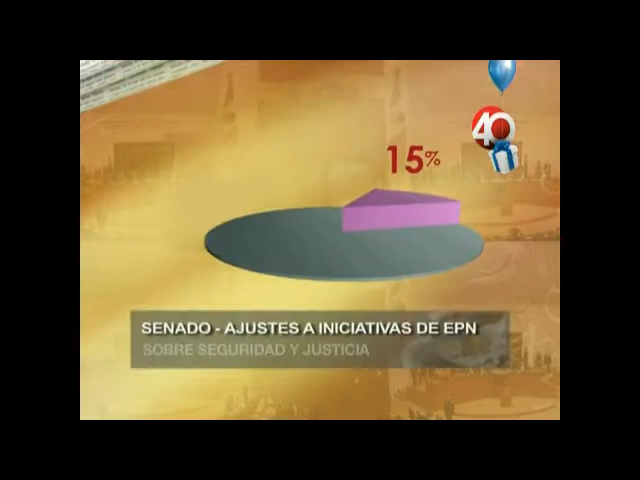 40
15%
SENADO - AJUSTES A INICIATIVAS DE EPN
SOBRE SEGURIDAD Y JUSTICIA